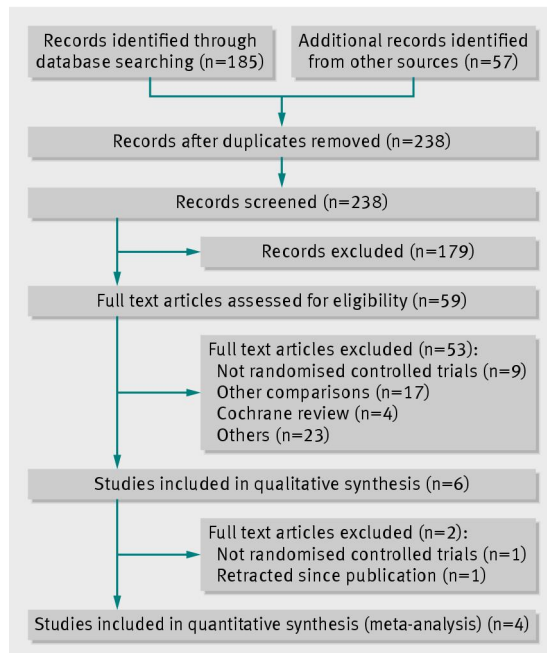 Records identified through
database searching (n=185)
Additional records identified
from other sources (n=57)
Records after duplicates removed (n=238)
Records screened (n=238)
Records excluded (n=179)
Full text articles assessed for eligibility (n=59)
Full text articles excluded (n=53):
Not randomised controlled trials (n=9)
Other comparisons (n=17)
Cochrane review (n=4)
Others (n=23)
Studies included in qualitative synthesis (n=6)
Full text articles excluded (n=2):
Not randomised controlled trials (n=1)
Retracted since publication (n=1)
Studies included in quantitative synthesis (meta-analysis) (n=4)